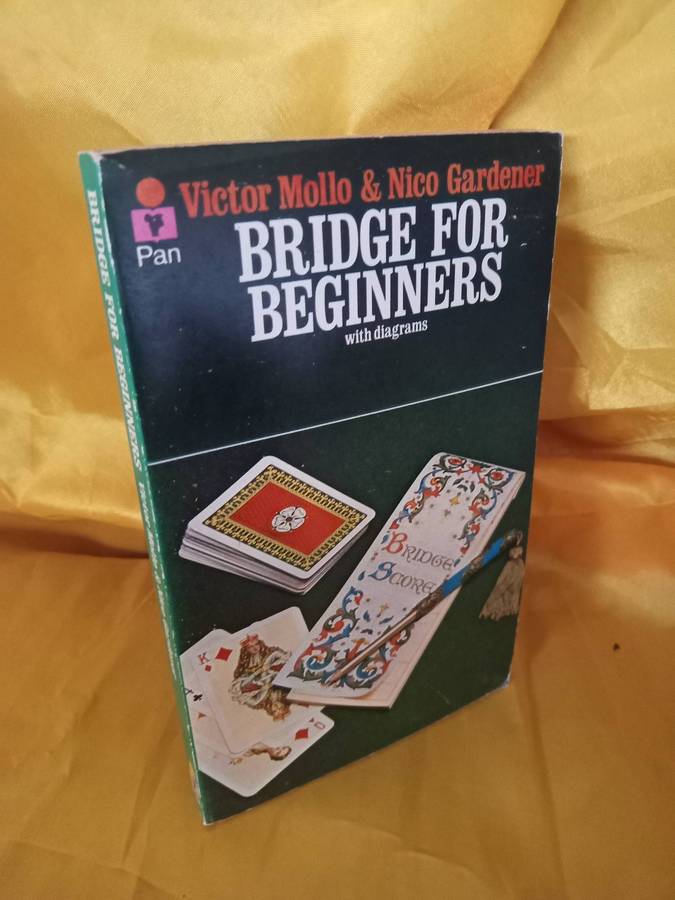 Victor Mollo & Nico Gardener
Pan
BRIDGE FOR
BEGINNERS
with diagrams
BRIDGE
SCORE
K
BRIDGE FOR BEGINNERS